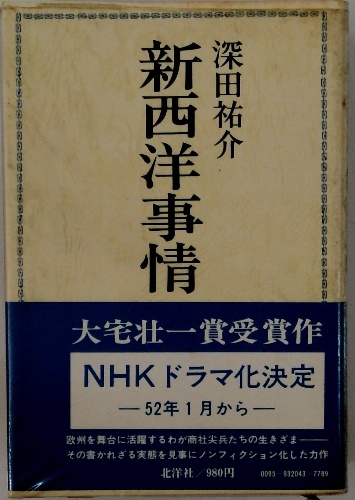 深田祐介
新西洋事情
大宅壮一賞受賞作
NHKドラマ化決定
—52年1月から—
欧州を舞台に活躍するわが商社尖兵たちの生きざま——
その書かれざる実態を見事にノンフィクション化した力作
北洋社/980円
0095-932043-7789